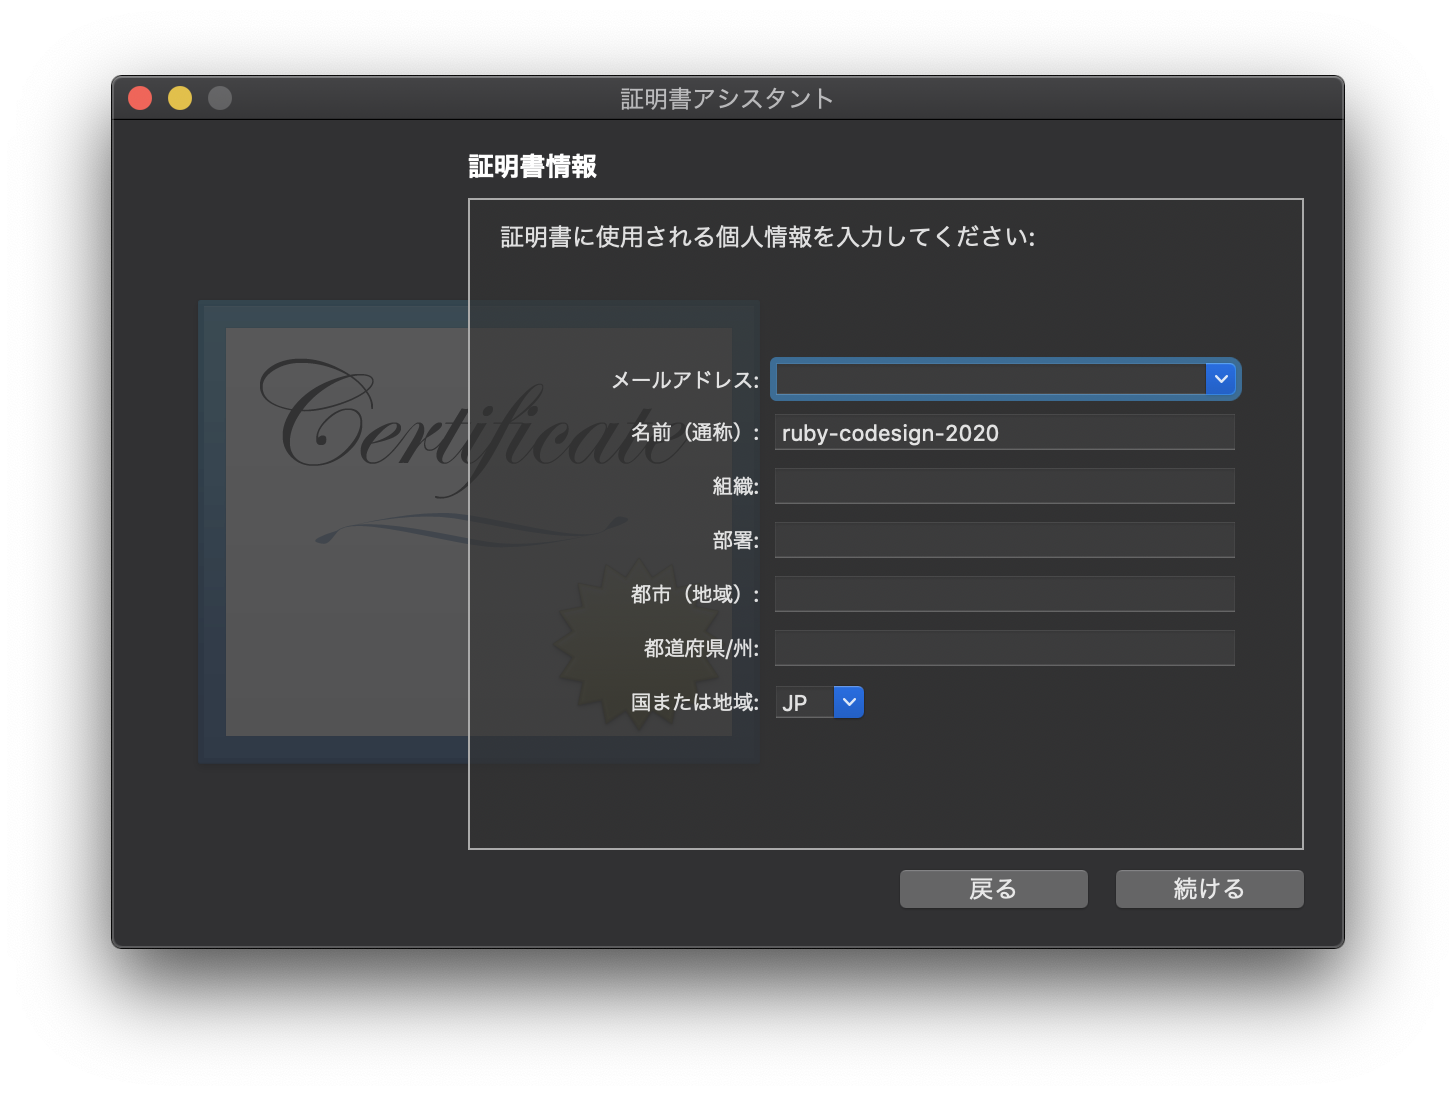 証明書アシスタント
証明書情報
証明書に使用される個人情報を入力してください:
Certificate
メールアドレス:
名前（通称）: ruby-codesign-2020
組織:
部署:
都市（地域）:
都道府県/州:
国または地域: JP
戻る 続ける